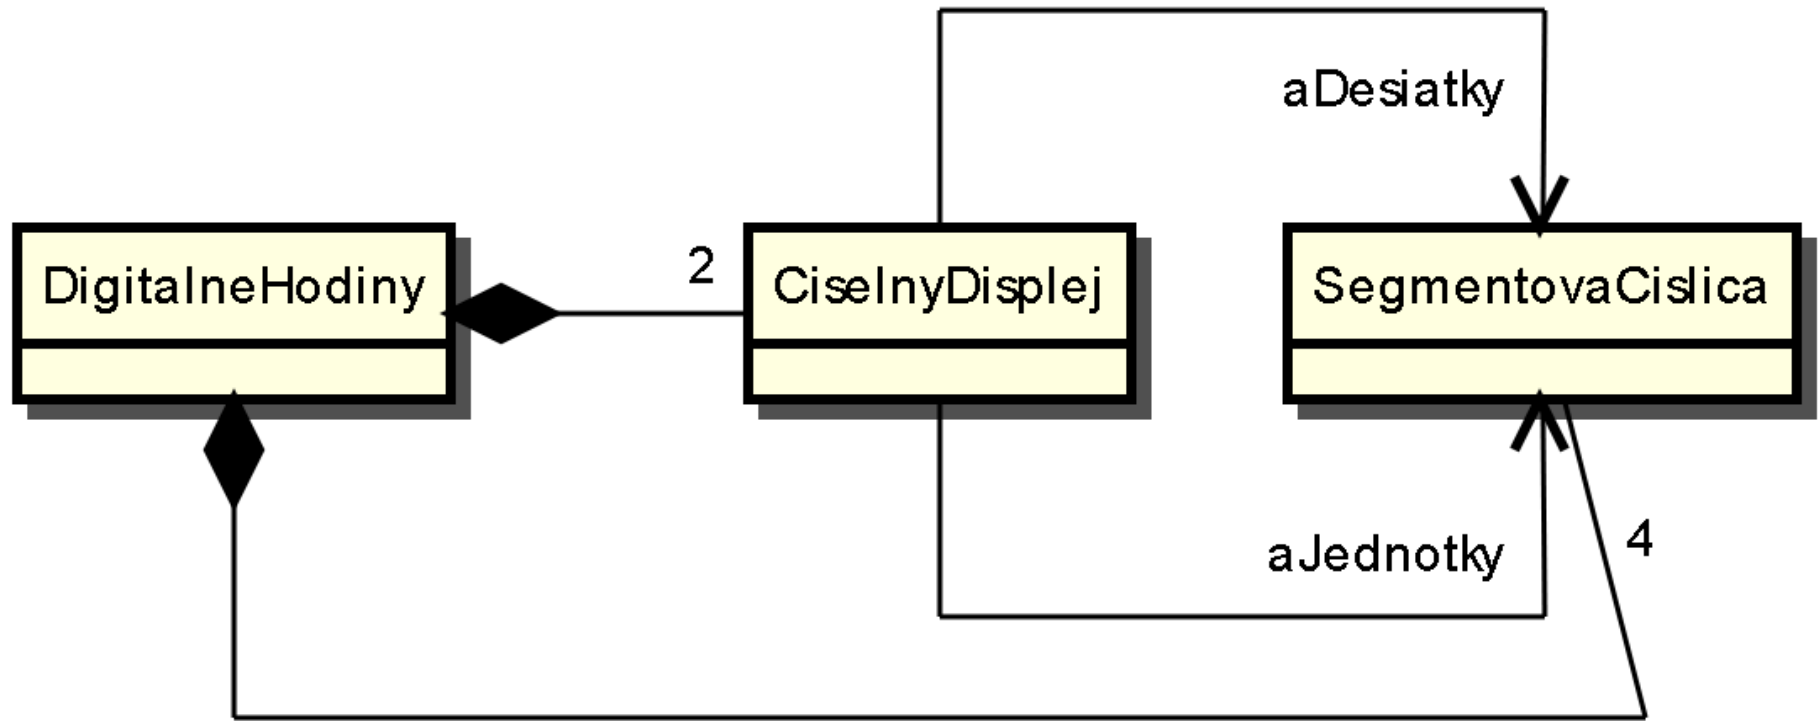 aDesiatky
2
DigitalneHodiny
CiselnyDisplej
SegmentovaCislica
aJednotky
4